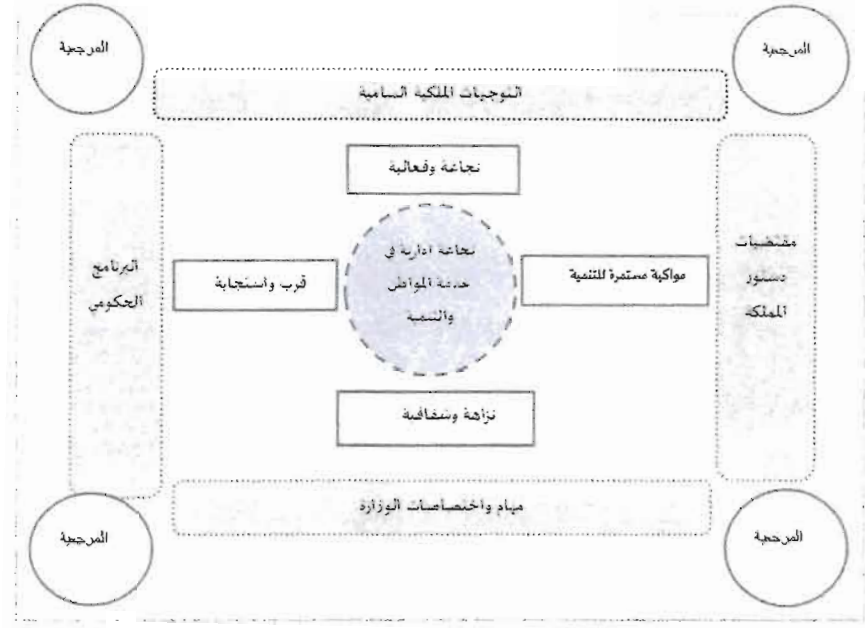 المرجعية
المرجعية
التوجيهات الملكية السامية
نجاعة وفعالية
مقتضيات
دستور
المملكة
مواكبة مستمرة للتنمية
نجاعة ادارية في
خدمة المواطن
والتنمية
قرب واستجابة
البرنامج
الحكومي
نزاهة وشفافية
مهام واختصاصات الوزارة
المرجعية
المرجعية